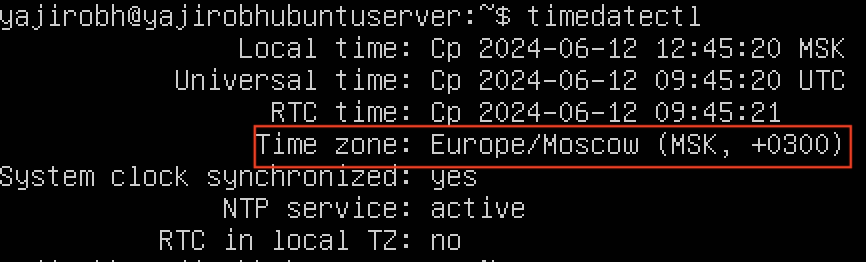 yajirobh@yajirobhubuntuserver:~$ timedatectl
Local time: Ср 2024-06-12 12:45:20 MSK
Universal time: Ср 2024-06-12 09:45:20 UTC
RTC time: Ср 2024-06-12 09:45:21
Time zone: Europe/Moscow (MSK, +0300)
System clock synchronized: yes
NTP service: active
RTC in local TZ: no